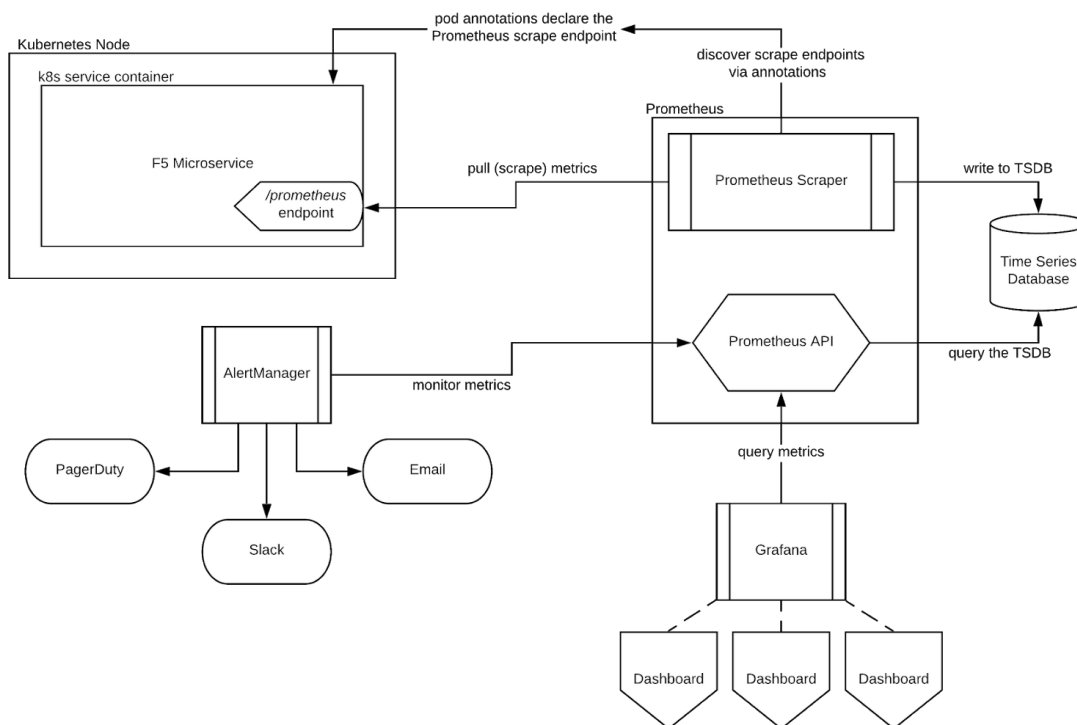 pod annotations declare the
Prometheus scrape endpoint
Kubernetes Node
discover scrape endpoints
via annotations
k8s service container
Prometheus
F5 Microservice
pull (scrape) metrics
Prometheus Scraper
write to TSDB
/prometheus
endpoint
Time Series
Database
Prometheus API
query the TSDB
AlertManager
monitor metrics
query metrics
PagerDuty
Email
Slack
Grafana
Dashboard
Dashboard
Dashboard